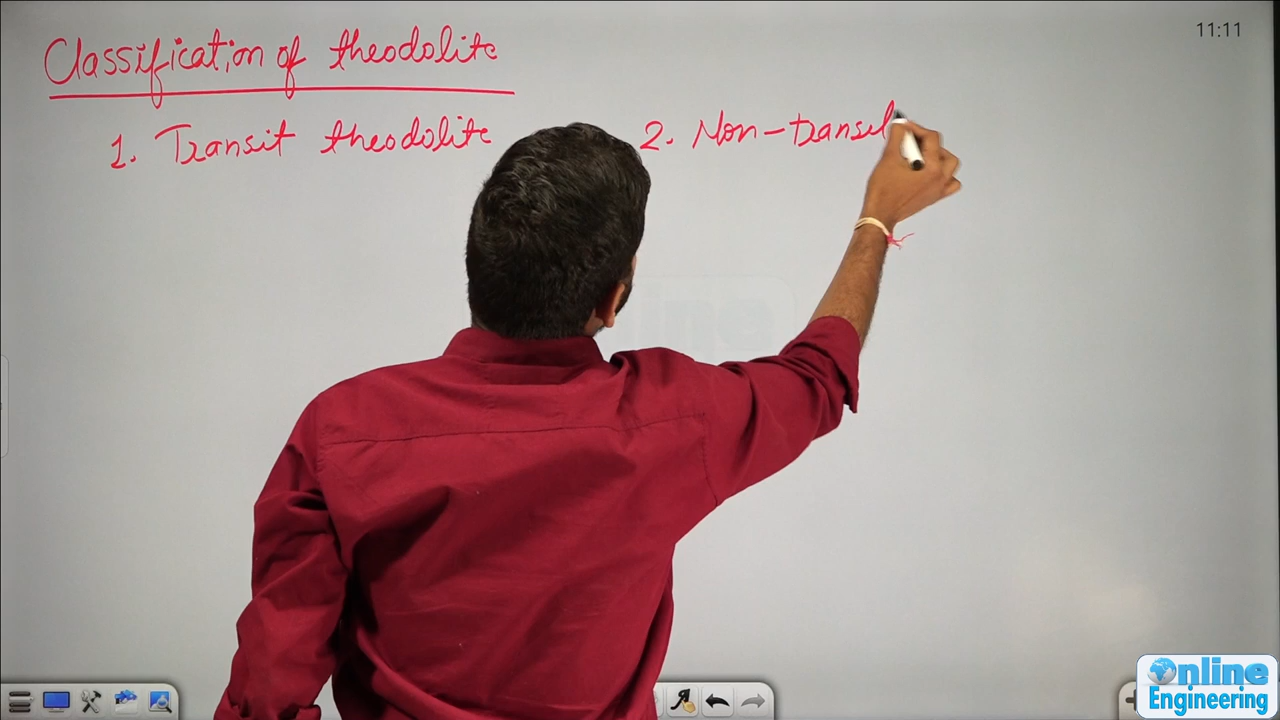 11:11
Classification of theodolite
1. Transit theodolite 2. Non-transit
Online
Engineering